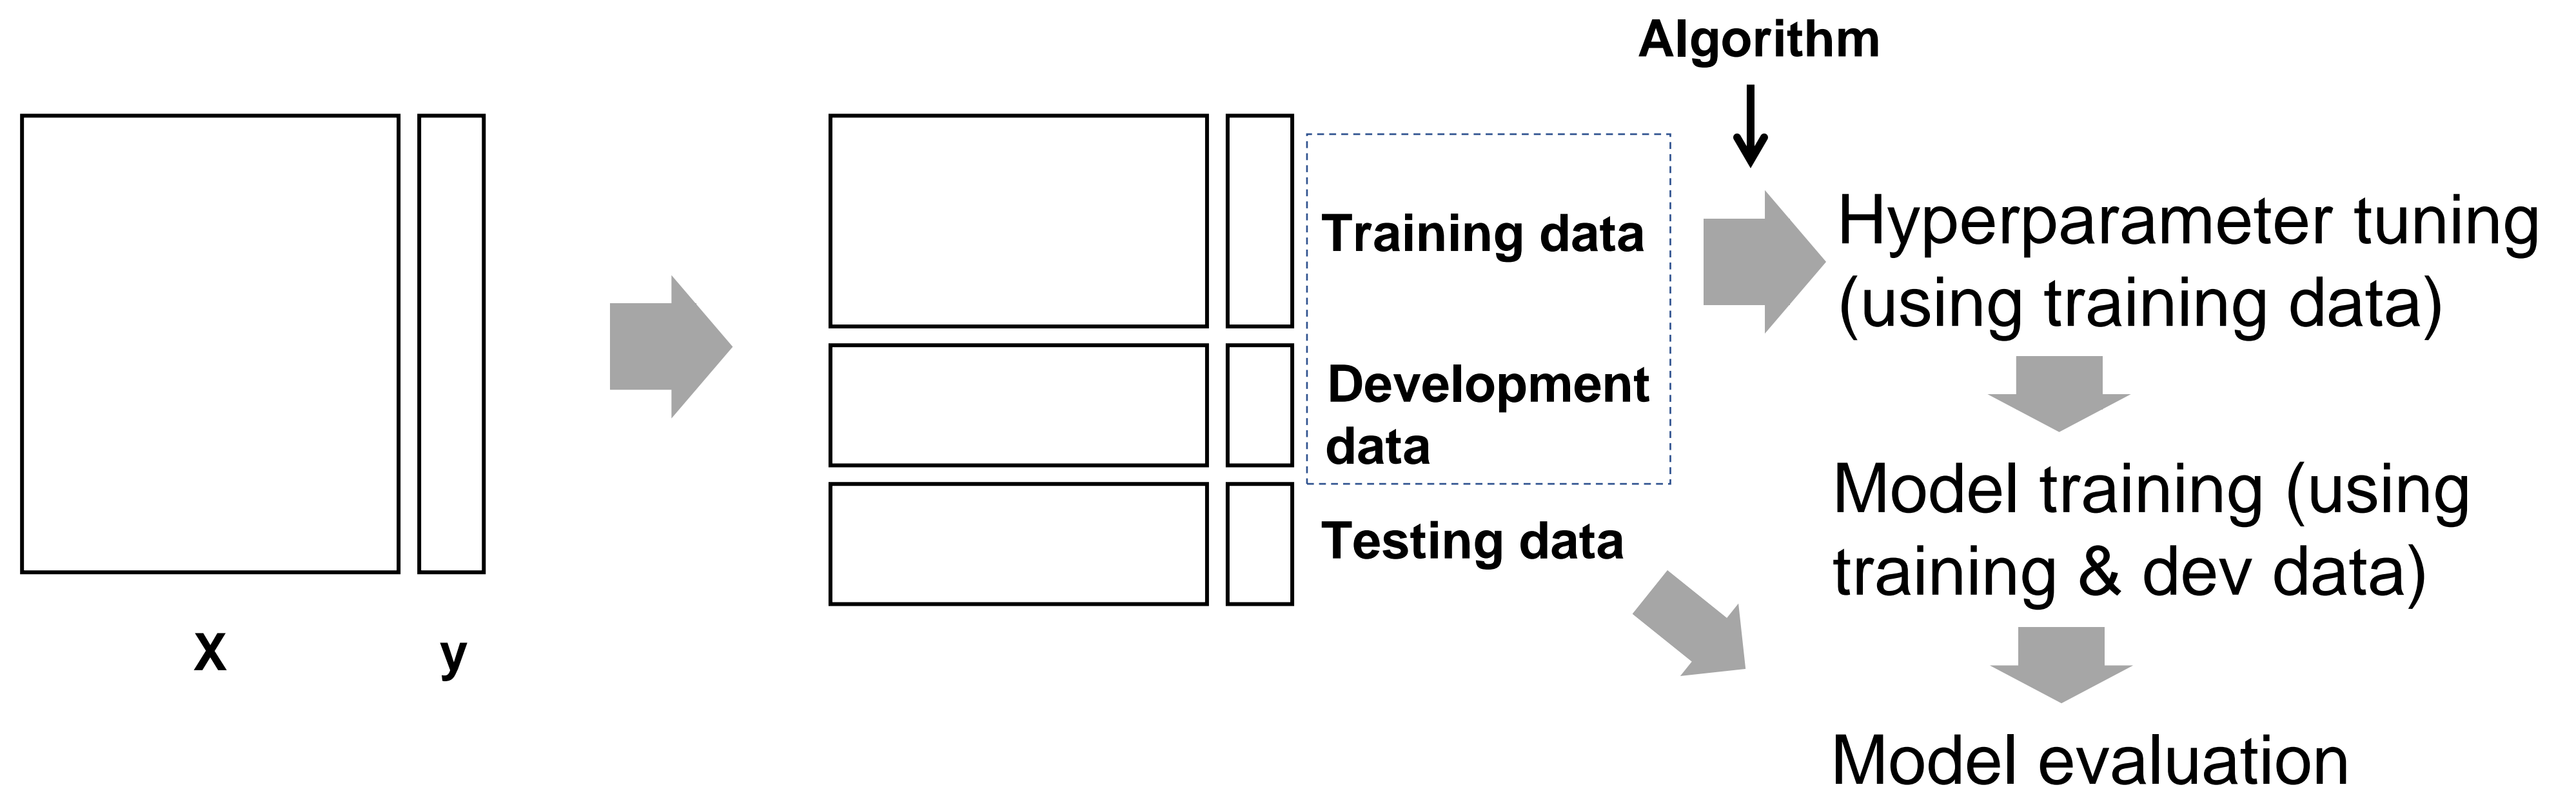 Algorithm
Training data
Hyperparameter tuning
(using training data)
Development
data
Model training (using
training & dev data)
Testing data
X
y
Model evaluation